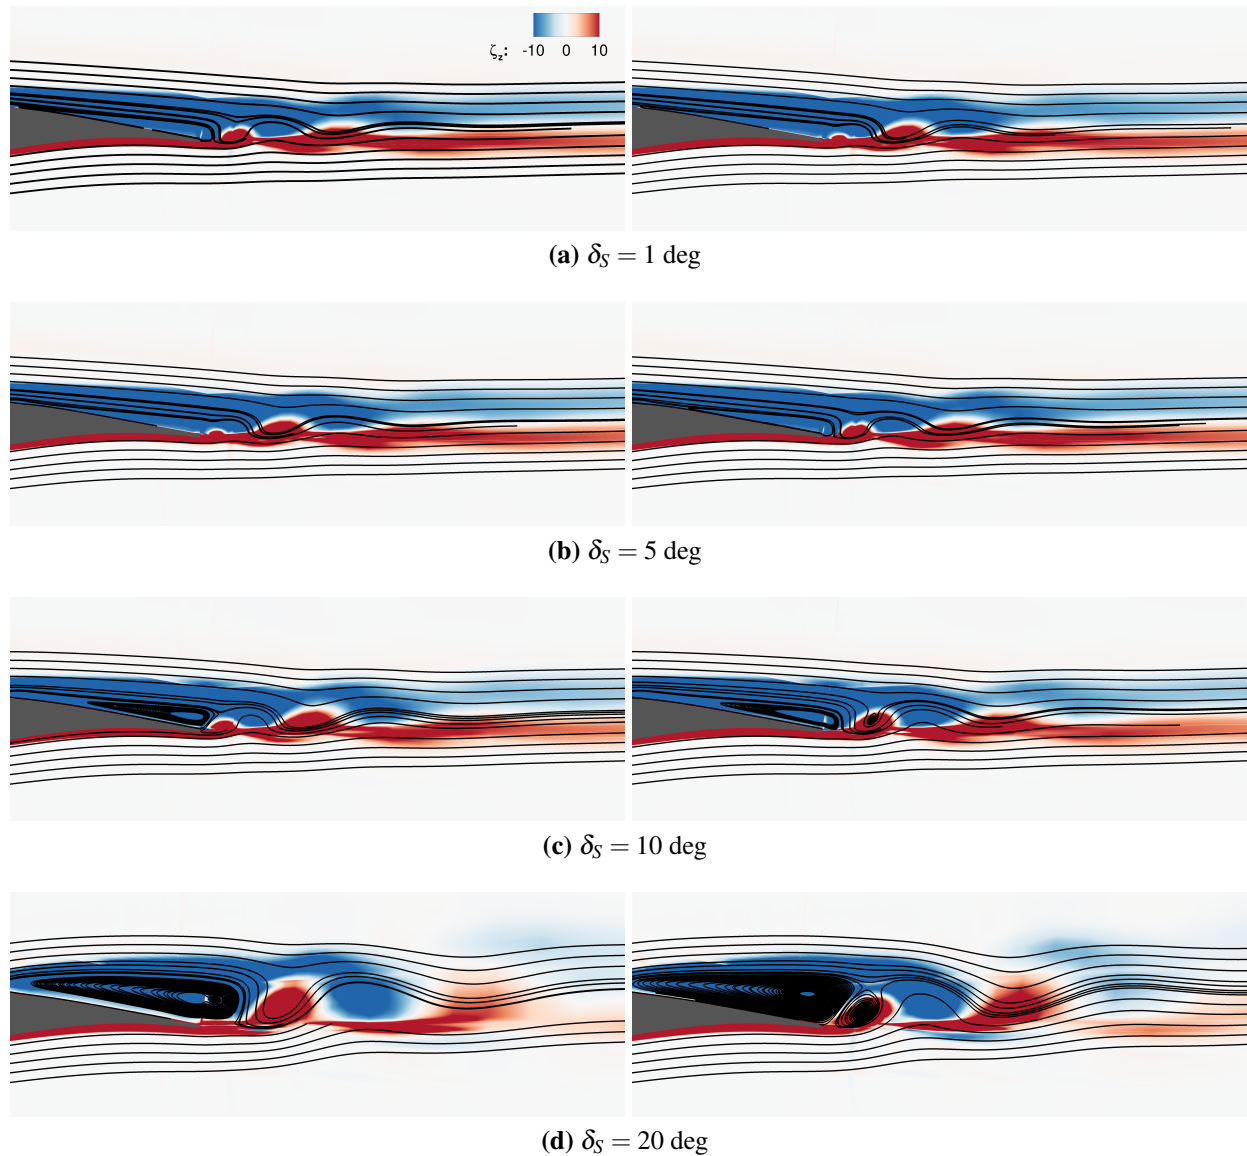 ζz: -10 0 10
(a) δS = 1 deg
(b) δS = 5 deg
(c) δS = 10 deg
(d) δS = 20 deg